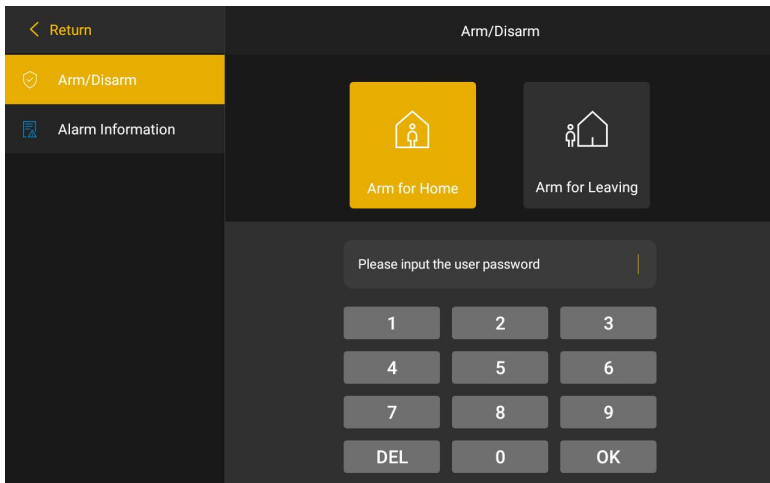 Return
Arm/Disarm
Arm/Disarm
Alarm Information
Arm for Home
Arm for Leaving
Please input the user password
1 2 3
4 5 6
7 8 9
DEL 0 OK